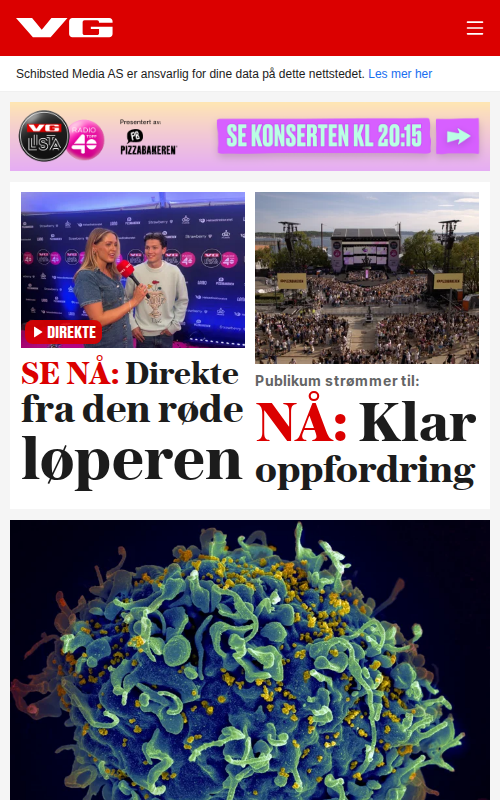 VG
Schibsted Media AS er ansvarlig for dine data på dette nettstedet. Les mer her
VG
LISTA
RADIO
TOPP
40
Presentert av:
PB
PIZZABAKEREN
SE KONSERTEN KL 20:15
DIREKTE
SE NÅ: Direkte
fra den røde
løperen
Publikum strømmer til:
NÅ: Klar
oppfordring